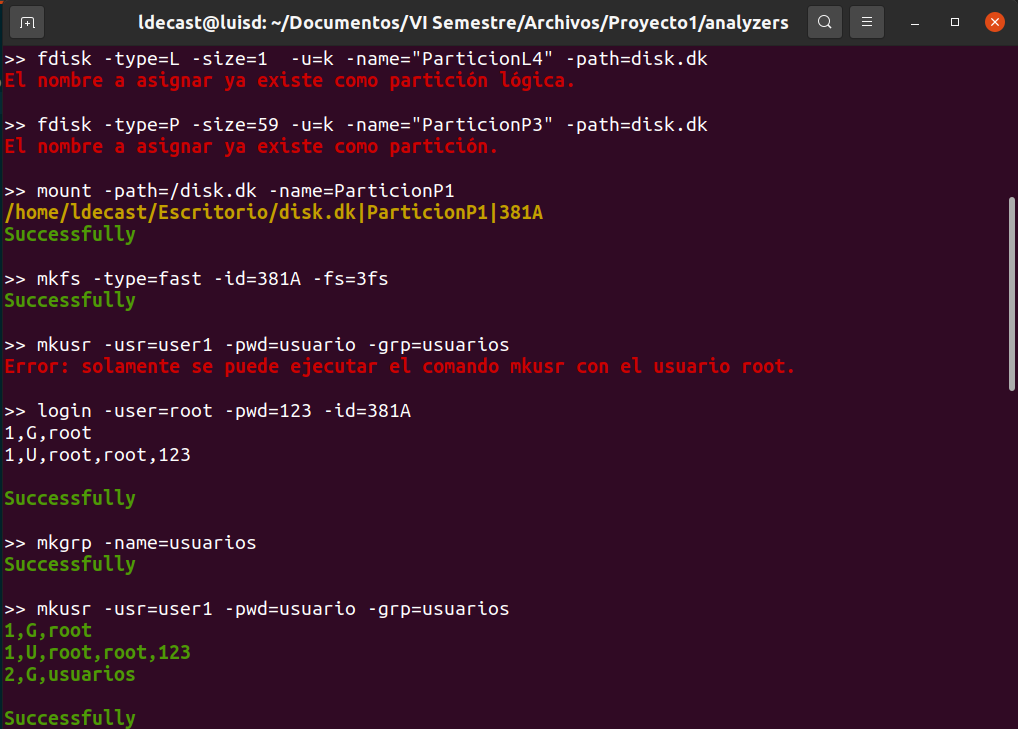 ldecast@luisd: ~/Documentos/VI Semestre/Archivos/Proyecto1/analyzers
>> fdisk -type=L -size=1  -u=k -name="ParticionL4" -path=disk.dk
El nombre a asignar ya existe como partición lógica.
>> fdisk -type=P -size=59 -u=k -name="ParticionP3" -path=disk.dk
El nombre a asignar ya existe como partición.
>> mount -path=/disk.dk -name=ParticionP1
/home/ldecast/Escritorio/disk.dk|ParticionP1|381A
Successfully
>> mkfs -type=fast -id=381A -fs=3fs
Successfully
>> mkusr -usr=user1 -pwd=usuario -grp=usuarios
Error: solamente se puede ejecutar el comando mkusr con el usuario root.
>> login -user=root -pwd=123 -id=381A
1,G,root
1,U,root,root,123
Successfully
>> mkgrp -name=usuarios
Successfully
>> mkusr -usr=user1 -pwd=usuario -grp=usuarios
1,G,root
1,U,root,root,123
2,G,usuarios
Successfully